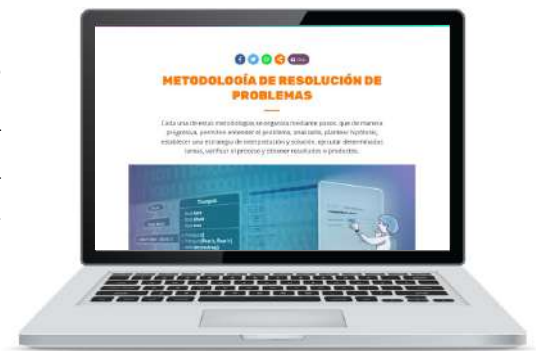 METODOLOGÍA DE RESOLUCIÓN DE
PROBLEMAS
Cada una de estas metodologías se organiza mediante pasos, que de manera
progresiva, permiten entender el problema, analizarlo, plantear hipótesis,
establecer una estrategia de interpretación y solución, ejecutar determinadas
tareas, verificar el proceso y obtener resultados o productos.